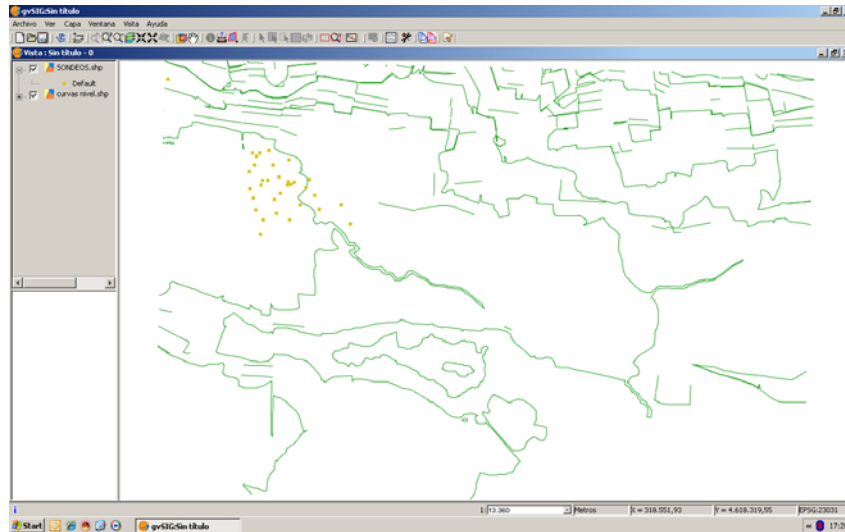 gvSIG:Sin título
Archivo Ver Capa Ventana Vista Ayuda
Vista : Sin título - 0
SONDEOS.shp
Default
curvas nivel.shp
1:13.360 Metros X = 318.551,93 Y = 4.618.319,55 EPSG:23031
Start gvSIG:Sin título